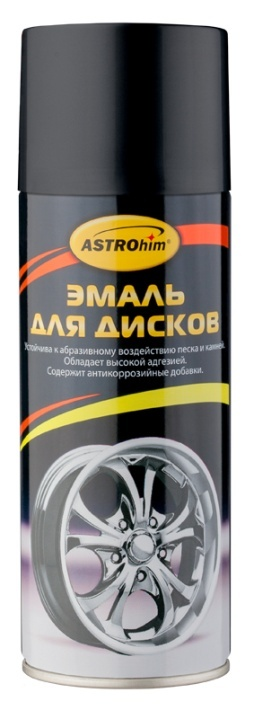 ASTROhim®
ЭМАЛЬ
ДЛЯ ДИСКОВ
Устойчива к абразивному воздействию песка и камней.
Обладает высокой адгезией.
Содержит антикоррозийные добавки.